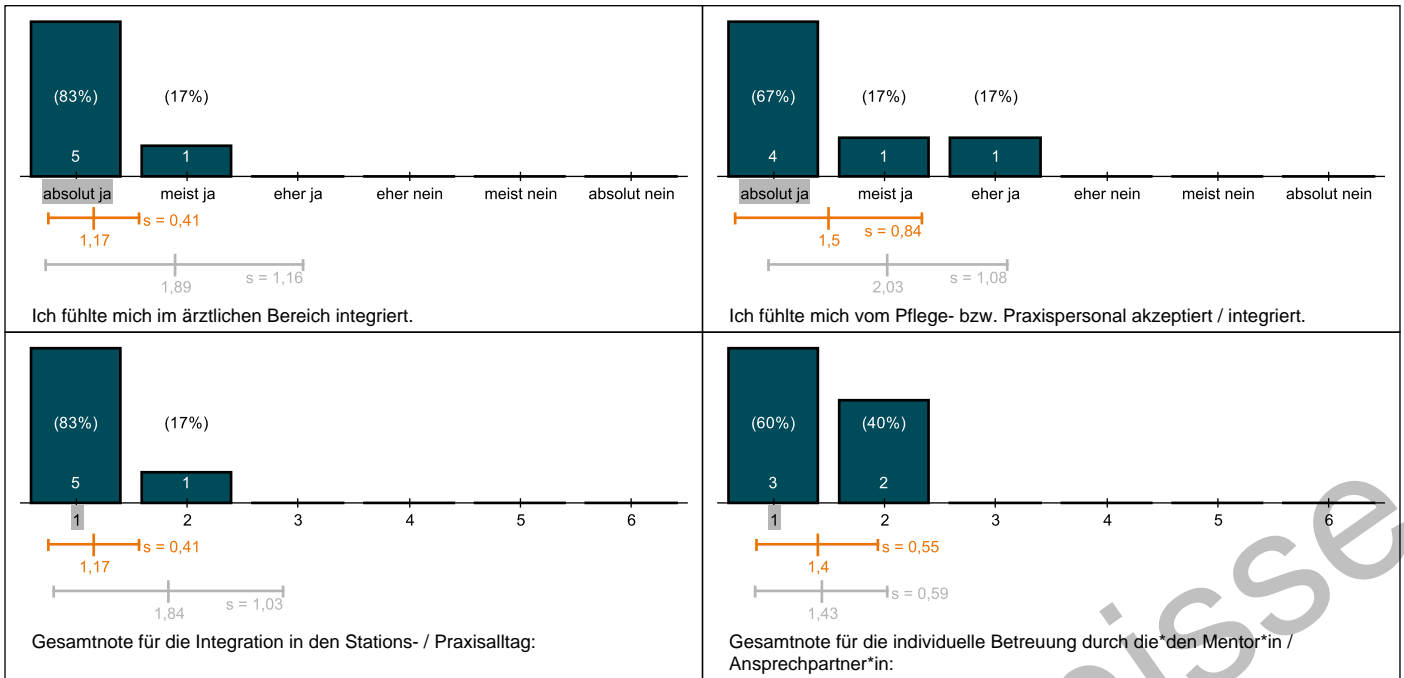 (83%) (17%)
5 1
absolut ja meist ja eher ja eher nein meist nein absolut nein
s = 0,41
1,17
s = 1,16
1,89
Ich fühlte mich im ärztlichen Bereich integriert.
(67%) (17%) (17%)
4 1 1
absolut ja meist ja eher ja eher nein meist nein absolut nein
s = 0,84
1,5
s = 1,08
2,03
Ich fühlte mich vom Pflege- bzw. Praxispersonal akzeptiert / integriert.
(83%) (17%)
5 1
1 2 3 4 5 6
s = 0,41
1,17
s = 1,03
1,84
Gesamtnote für die Integration in den Stations- / Praxisalltag:
(60%) (40%)
3 2
1 2 3 4 5 6
s = 0,55
1,4
s = 0,59
1,43
Gesamtnote für die individuelle Betreuung durch die*den Mentor*in /
Ansprechpartner*in:
isse